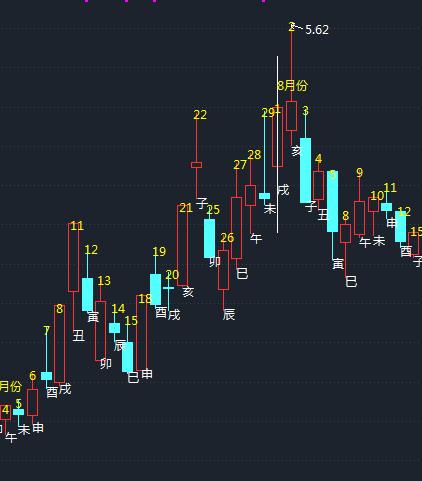 2
5.62
8月份
1
3
29
22
28
亥
27
4
9
5
戌
11
10
子
未
21
25
子
丑
12
8
申
11
26
午
未
15
午
酉
12
19
卯
巳
寅
子
13
20
亥
巳
18
14
寅
15
酉
戌
辰
8
7
丑
辰
卯
巳
申
月份
6
酉
戌
4
5
午
未
申